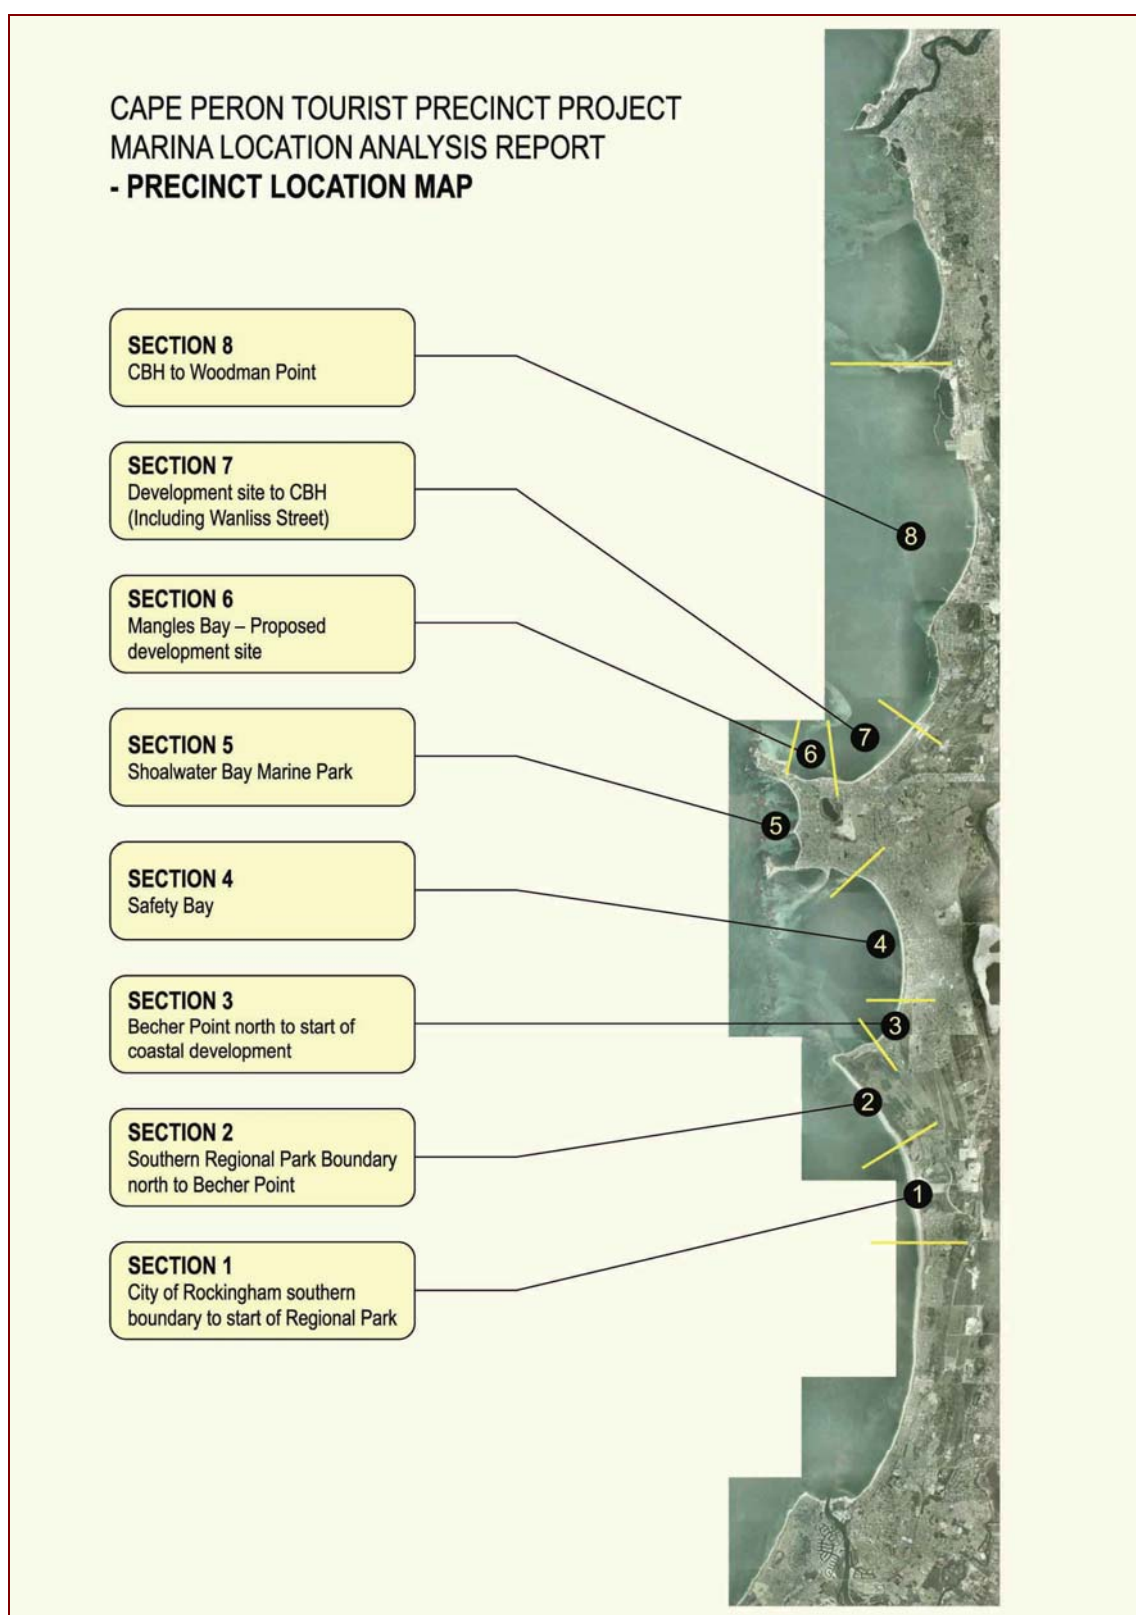 CAPE PERON TOURIST PRECINCT PROJECT
MARINA LOCATION ANALYSIS REPORT
- PRECINCT LOCATION MAP
SECTION 8
CBH to Woodman Point
SECTION 7
Development site to CBH
(Including Wanliss Street)
SECTION 6
Mangles Bay – Proposed
development site
SECTION 5
Shoalwater Bay Marine Park
SECTION 4
Safety Bay
SECTION 3
Becher Point north to start of
coastal development
SECTION 2
Southern Regional Park Boundary
north to Becher Point
SECTION 1
City of Rockingham southern
boundary to start of Regional Park
8
7
6
5
4
3
2
1